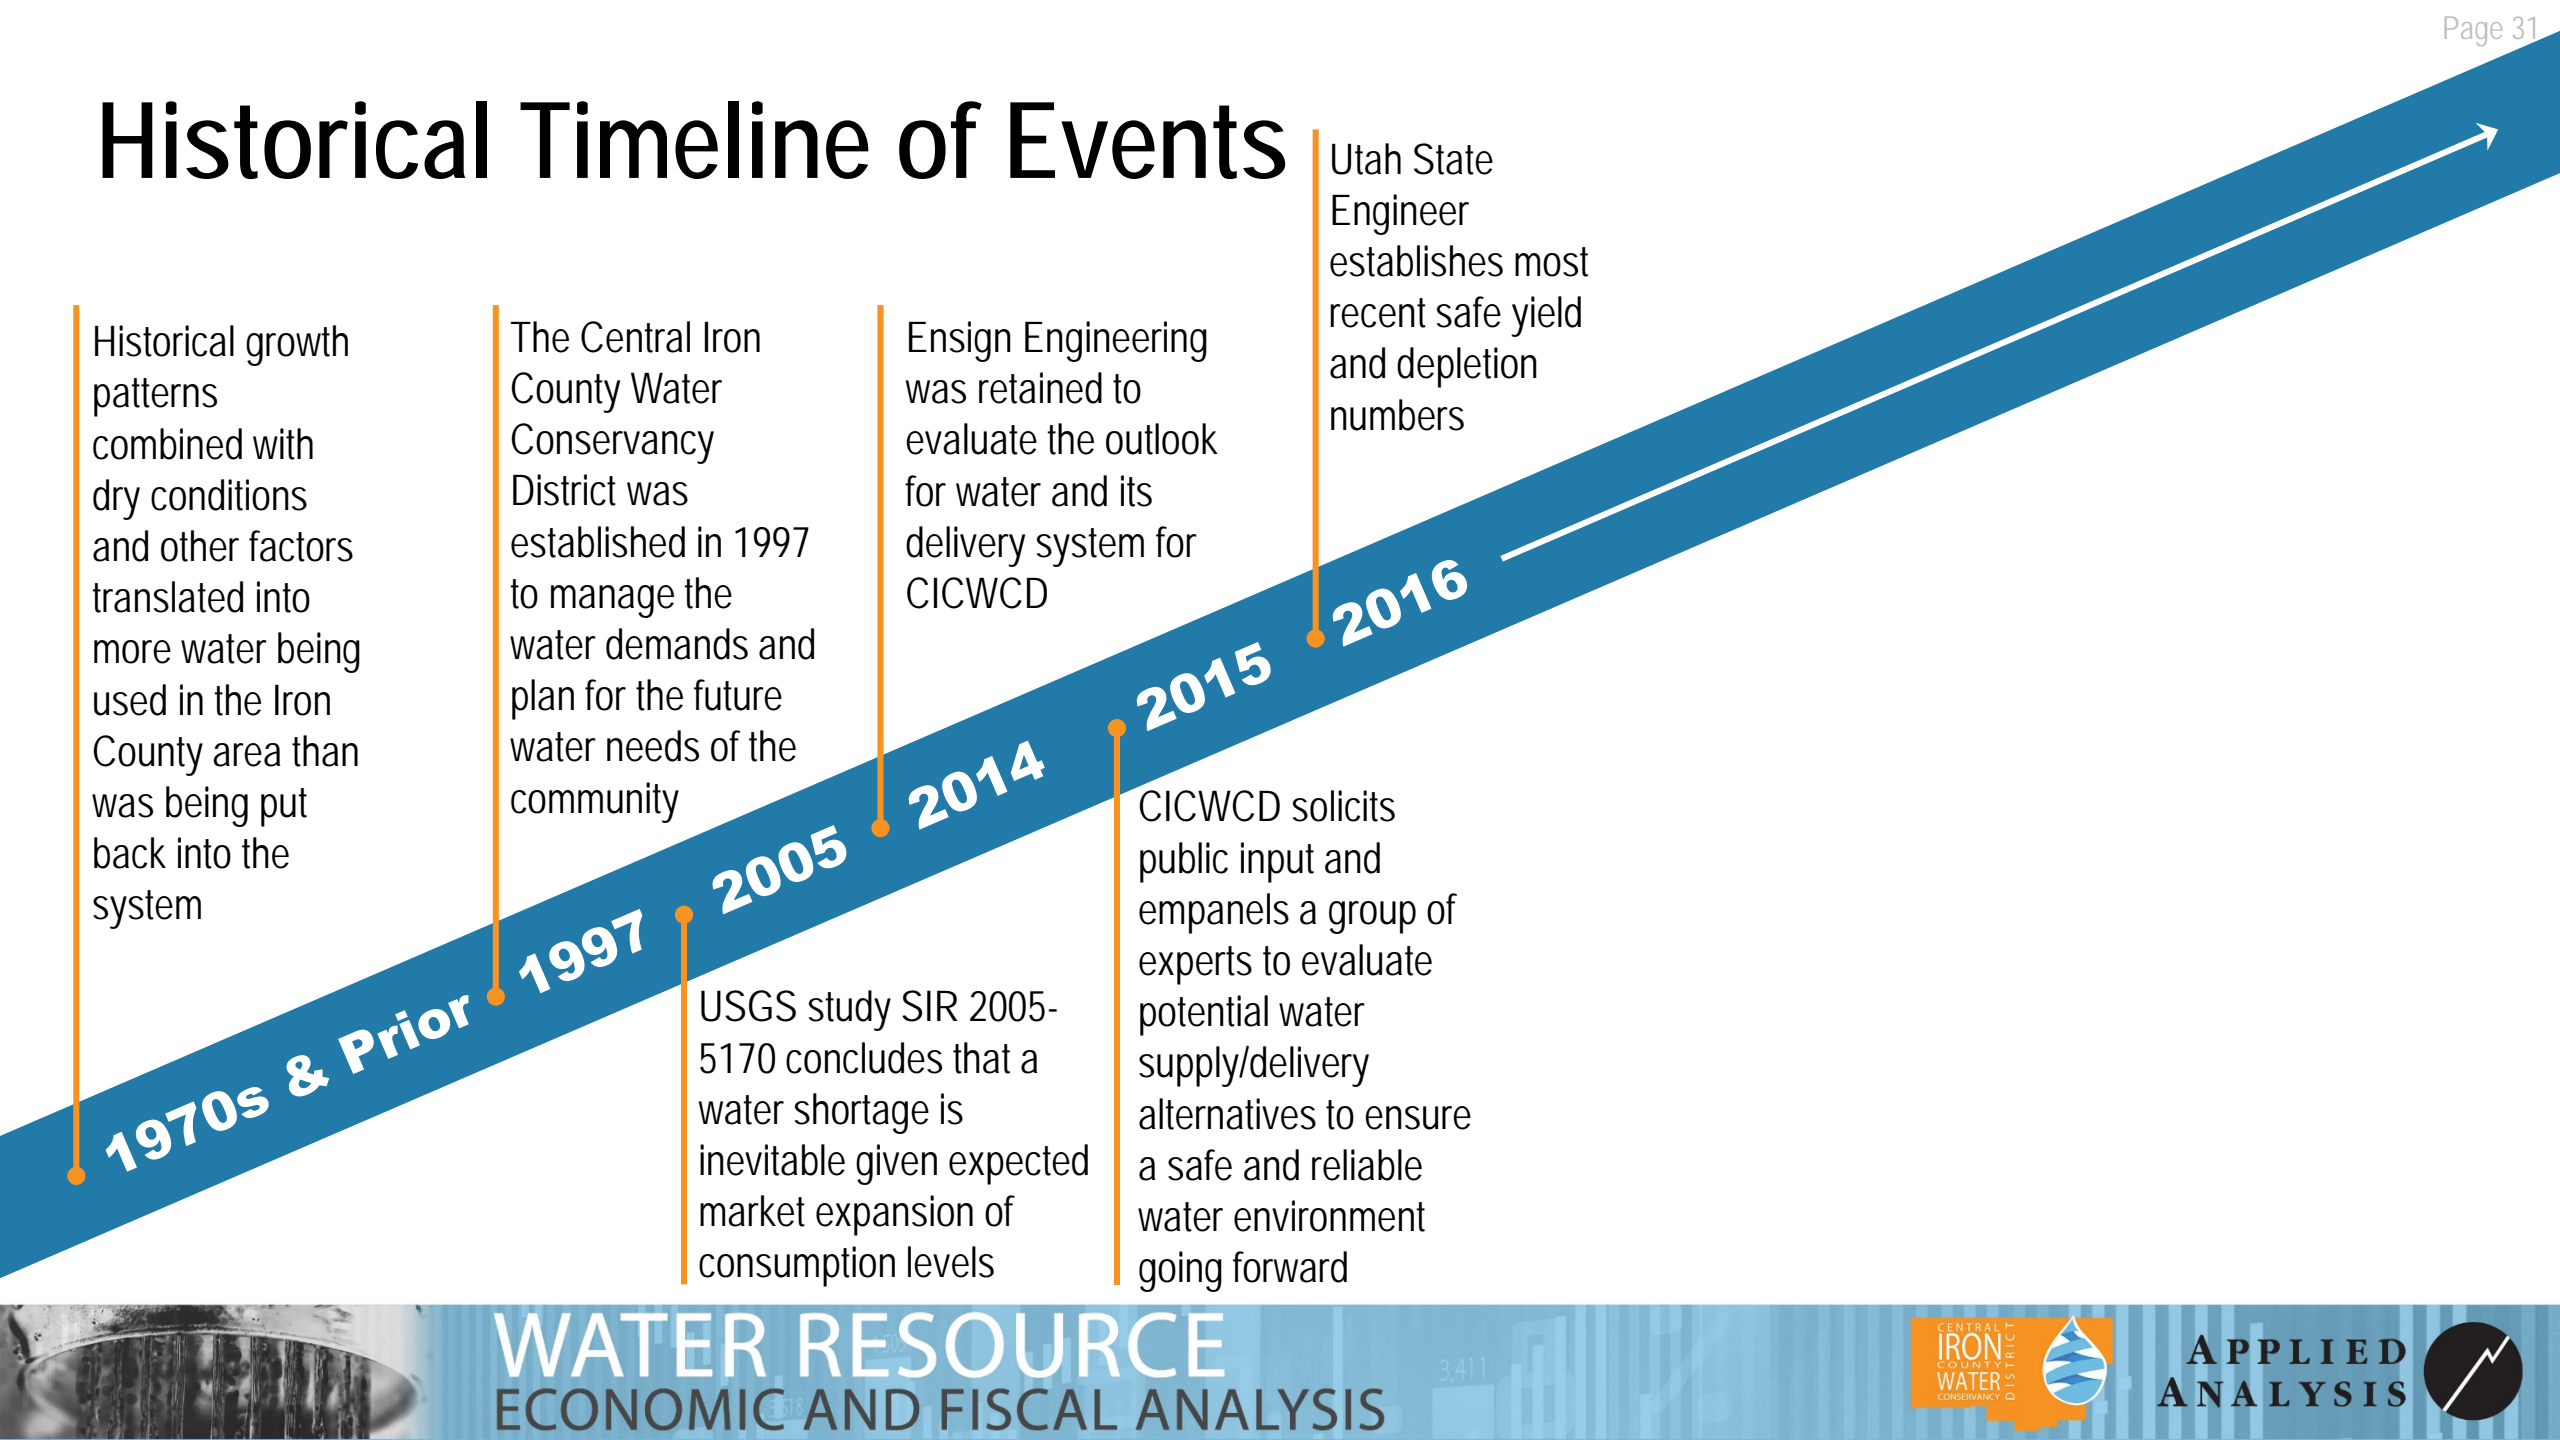 Page 31
Historical Timeline of Events
Historical growth
patterns
combined with
dry conditions
and other factors
translated into
more water being
used in the Iron
County area than
was being put
back into the
system
1970s & Prior
The Central Iron
County Water
Conservancy
District was
established in 1997
to manage the
water demands and
plan for the future
water needs of the
community
1997
USGS study SIR 2005-
5170 concludes that a
water shortage is
inevitable given expected
market expansion of
consumption levels
2005
Ensign Engineering
was retained to
evaluate the outlook
for water and its
delivery system for
CICWCD
2014
CICWCD solicits
public input and
empanels a group of
experts to evaluate
potential water
supply/delivery
alternatives to ensure
a safe and reliable
water environment
going forward
2015
Utah State
Engineer
establishes most
recent safe yield
and depletion
numbers
2016
WATER RESOURCE
ECONOMIC AND FISCAL ANALYSIS
3,411
CENTRAL
IRON
COUNTY
WATER
CONSERVANCY
DISTRICT
APPLIED
ANALYSIS